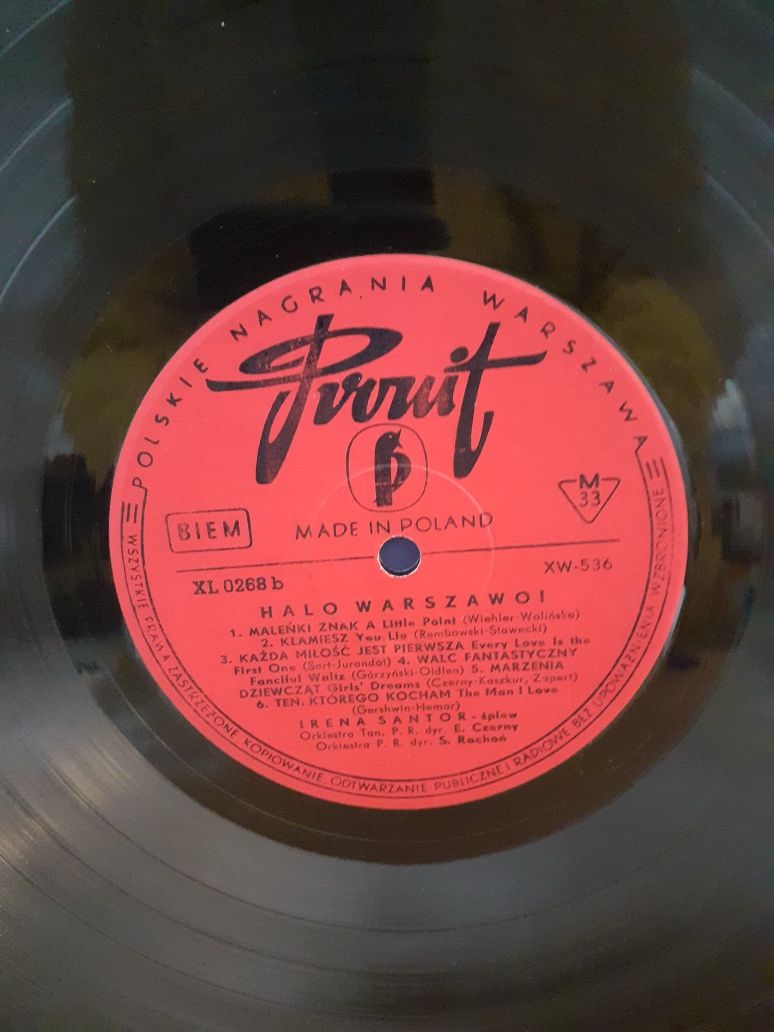 POLSKIE NAGRANIA WARSZAWA
Pronit
P
BIEM
M
33
MADE IN POLAND
XL 0268 b
XW-536
HALO WARSZAWO!
1. MALEŃKI ZNAK A Little Point (Wiehler Wolińska)
2. KŁAMIESZ You Lie (Rembowski-Sławecki)
3. KAŻDA MIŁOŚĆ JEST PIERWSZA Every Love Is the
First One (Sart-Jurandot) 4. WALC FANTASTYCZNY
Fanciful Waltz (Górzyński-Oldlen) 5. MARZENIA
DZIEWCZĄT Girls' Dreams (Czerny-Kaszkur, Zapert)
6. TEN, KTÓREGO KOCHAM The Man I Love
(Gershwin-Hemar)
IRENA SANTOR - śpiew
Orkiestra Tan. P. R. dyr. E. Czerny
Orkiestra P. R. dyr. S. Rachoń
WSZYSTKIE PRAWA ZASTRZEŻONE. KOPIOWANIE, ODTWARZANIE PUBLICZNE I RADIOWE BEZ UPOWAŻNIENIA WZBRONIONE